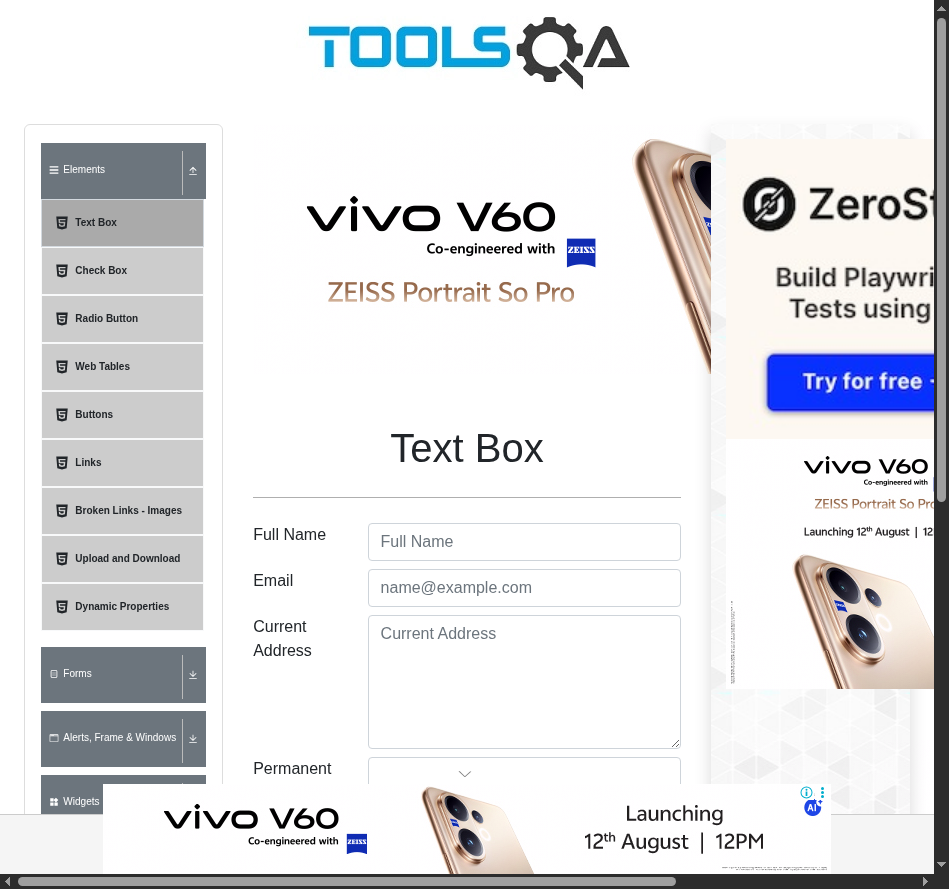 TOOLSQA
Elements
Text Box
Check Box
Radio Button
Web Tables
Buttons
Links
Broken Links - Images
Upload and Download
Dynamic Properties
Forms
Alerts, Frame & Windows
Widgets
vivo V60
Co-engineered with
ZEISS
ZEISS Portrait So Pro
Text Box
Full Name
Full Name
Email
name@example.com
Current
Address
Current Address
Permanent
ZeroSt
Build Playwri
Tests using
Try for free
vivo V60
Co-engineered with
ZEISS Portrait So Pro
Launching 12th August | 12
vivo V60
Co-engineered with
ZEISS
Launching
12th August | 12PM
AI